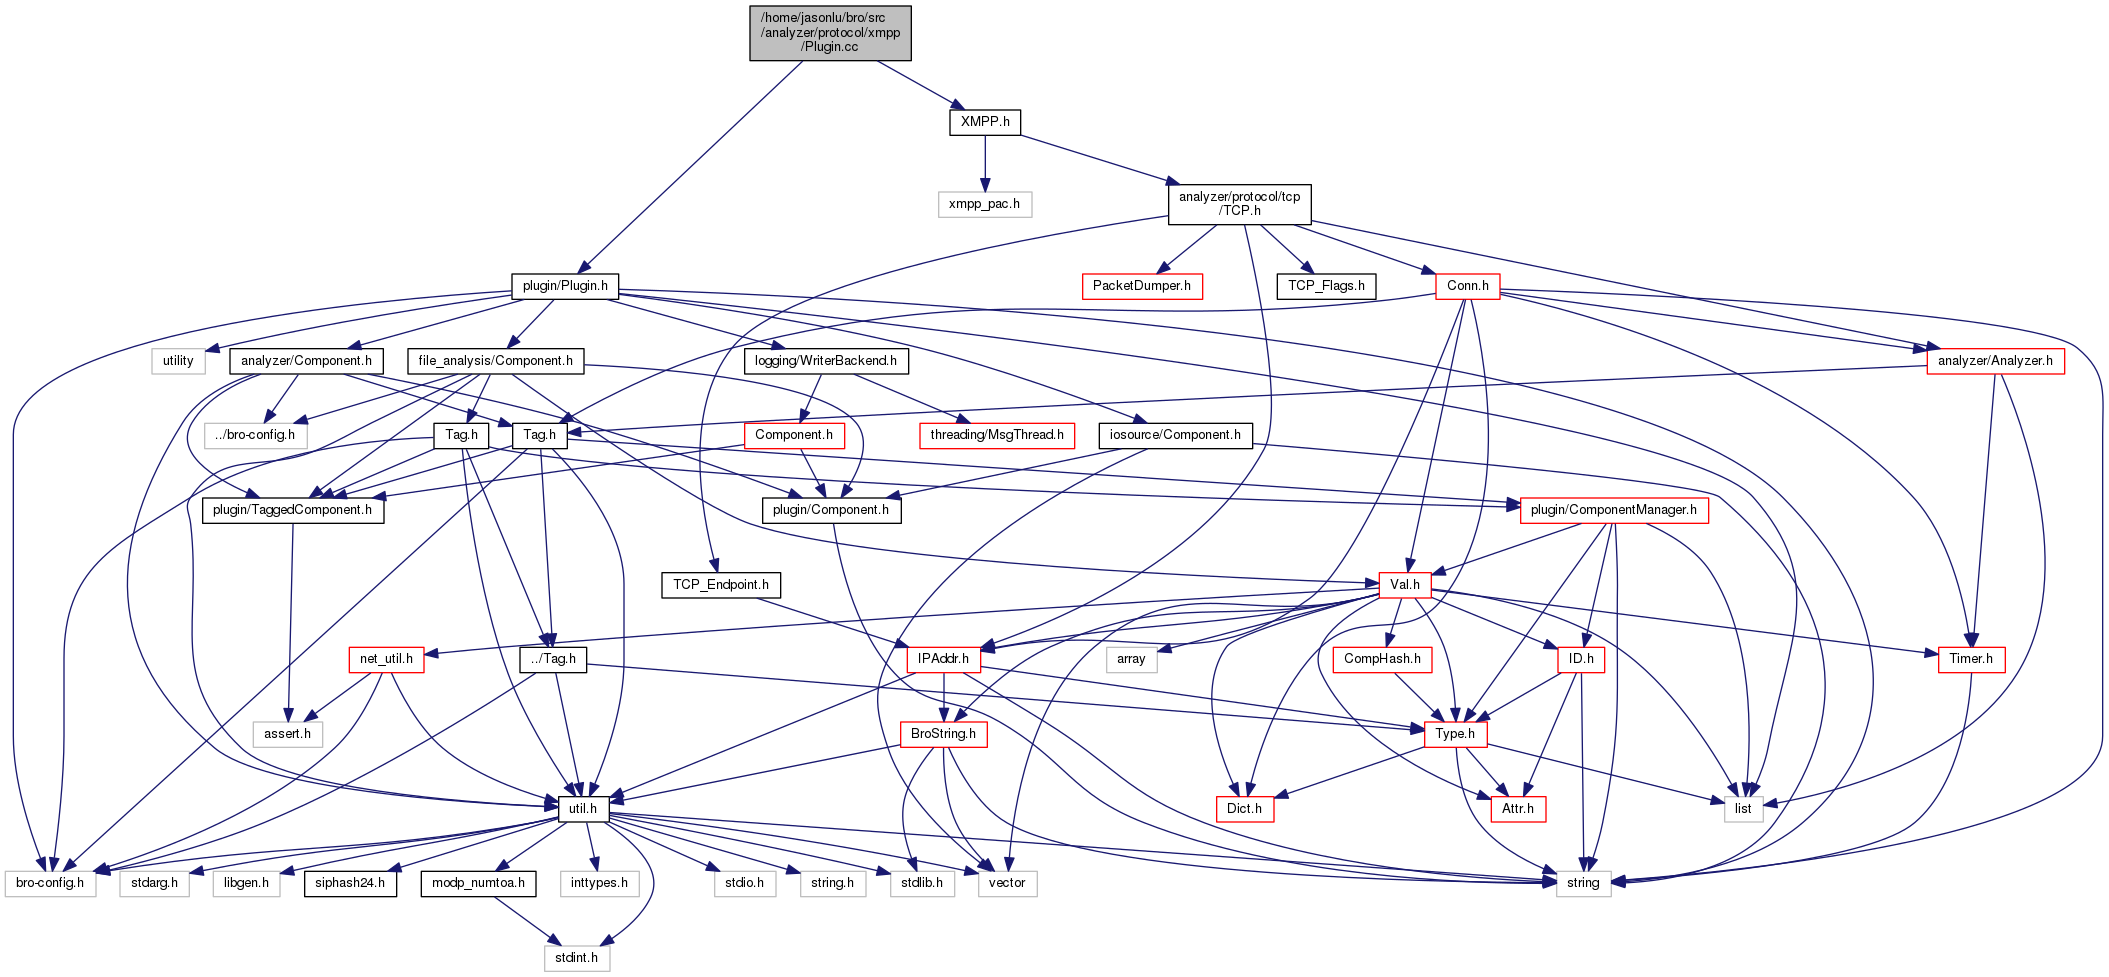 /home/jasonlu/bro/src
/analyzer/protocol/xmpp
/Plugin.cc
XMPP.h
xmpp_pac.h
analyzer/protocol/tcp
/TCP.h
plugin/Plugin.h
PacketDumper.h
TCP_Flags.h
Conn.h
utility
analyzer/Component.h
file_analysis/Component.h
logging/WriterBackend.h
analyzer/Analyzer.h
../bro-config.h
Tag.h
Tag.h
Component.h
threading/MsgThread.h
iosource/Component.h
plugin/TaggedComponent.h
plugin/Component.h
plugin/ComponentManager.h
TCP_Endpoint.h
Val.h
net_util.h
../Tag.h
IPAddr.h
array
CompHash.h
ID.h
Timer.h
assert.h
BroString.h
Type.h
util.h
Dict.h
Attr.h
list
bro-config.h
stdarg.h
libgen.h
siphash24.h
modp_numtoa.h
inttypes.h
stdio.h
string.h
stdlib.h
vector
string
stdint.h